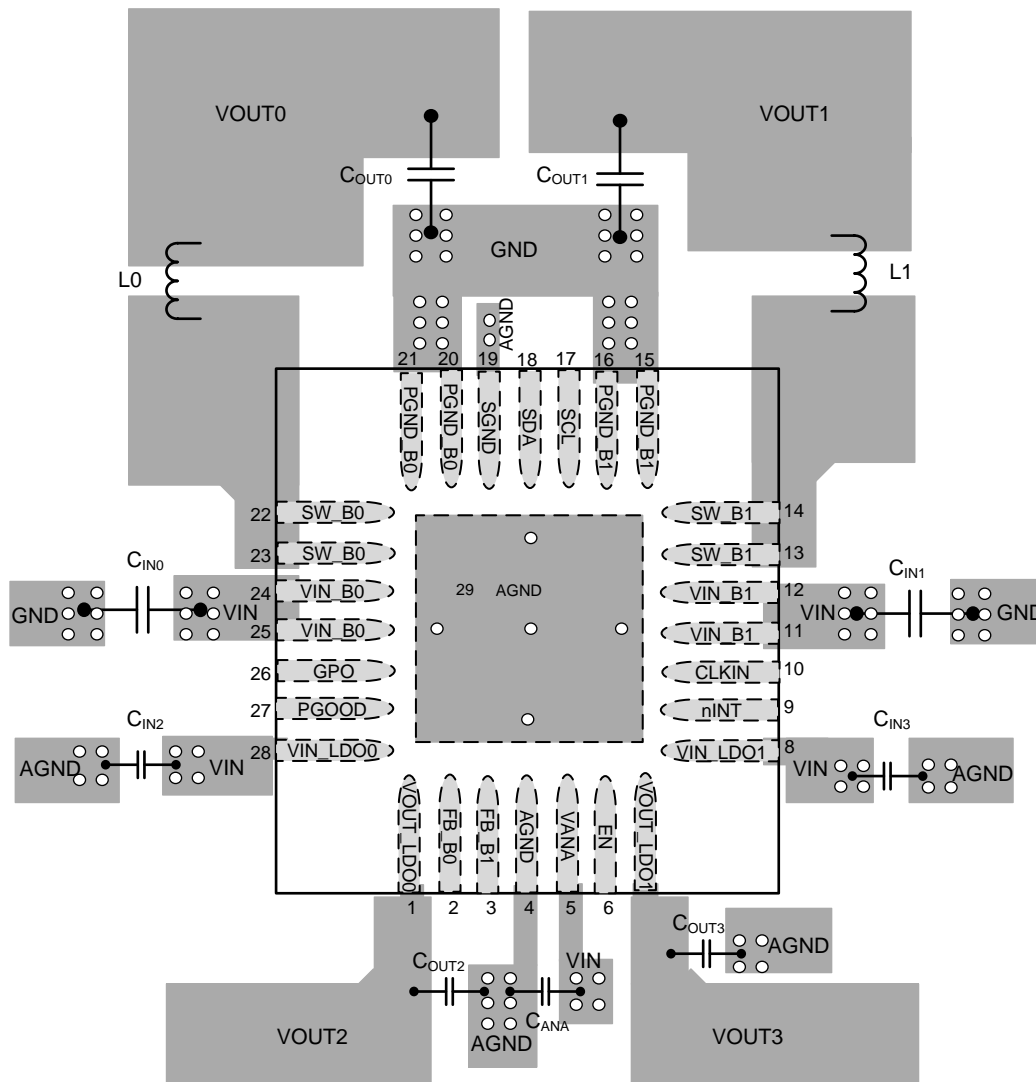 VOUT0
VOUT1
COUT0
COUT1
GND
L0
L1
AGND
21
20
19
18
17
16
15
PGND_B0
PGND_B0
SGND
SDA
SCL
PGND_B1
PGND_B1
22
SW_B0
SW_B1
14
23
SW_B0
SW_B1
13
CIN0
CIN1
24
VIN_B0
VIN_B1
12
29
AGND
GND
VIN
VIN
GND
25
VIN_B0
VIN_B1
11
26
GPO
CLKIN
10
27
PGOOD
nINT
9
CIN2
CIN3
28
VIN_LDO0
VIN_LDO1
8
AGND
VIN
VIN
AGND
VOUT_LDO0
FB_B0
FB_B1
AGND
VANA
EN
VOUT_LDO1
1
2
3
4
5
6
COUT3
AGND
COUT2
VIN
CANA
VOUT2
AGND
VOUT3